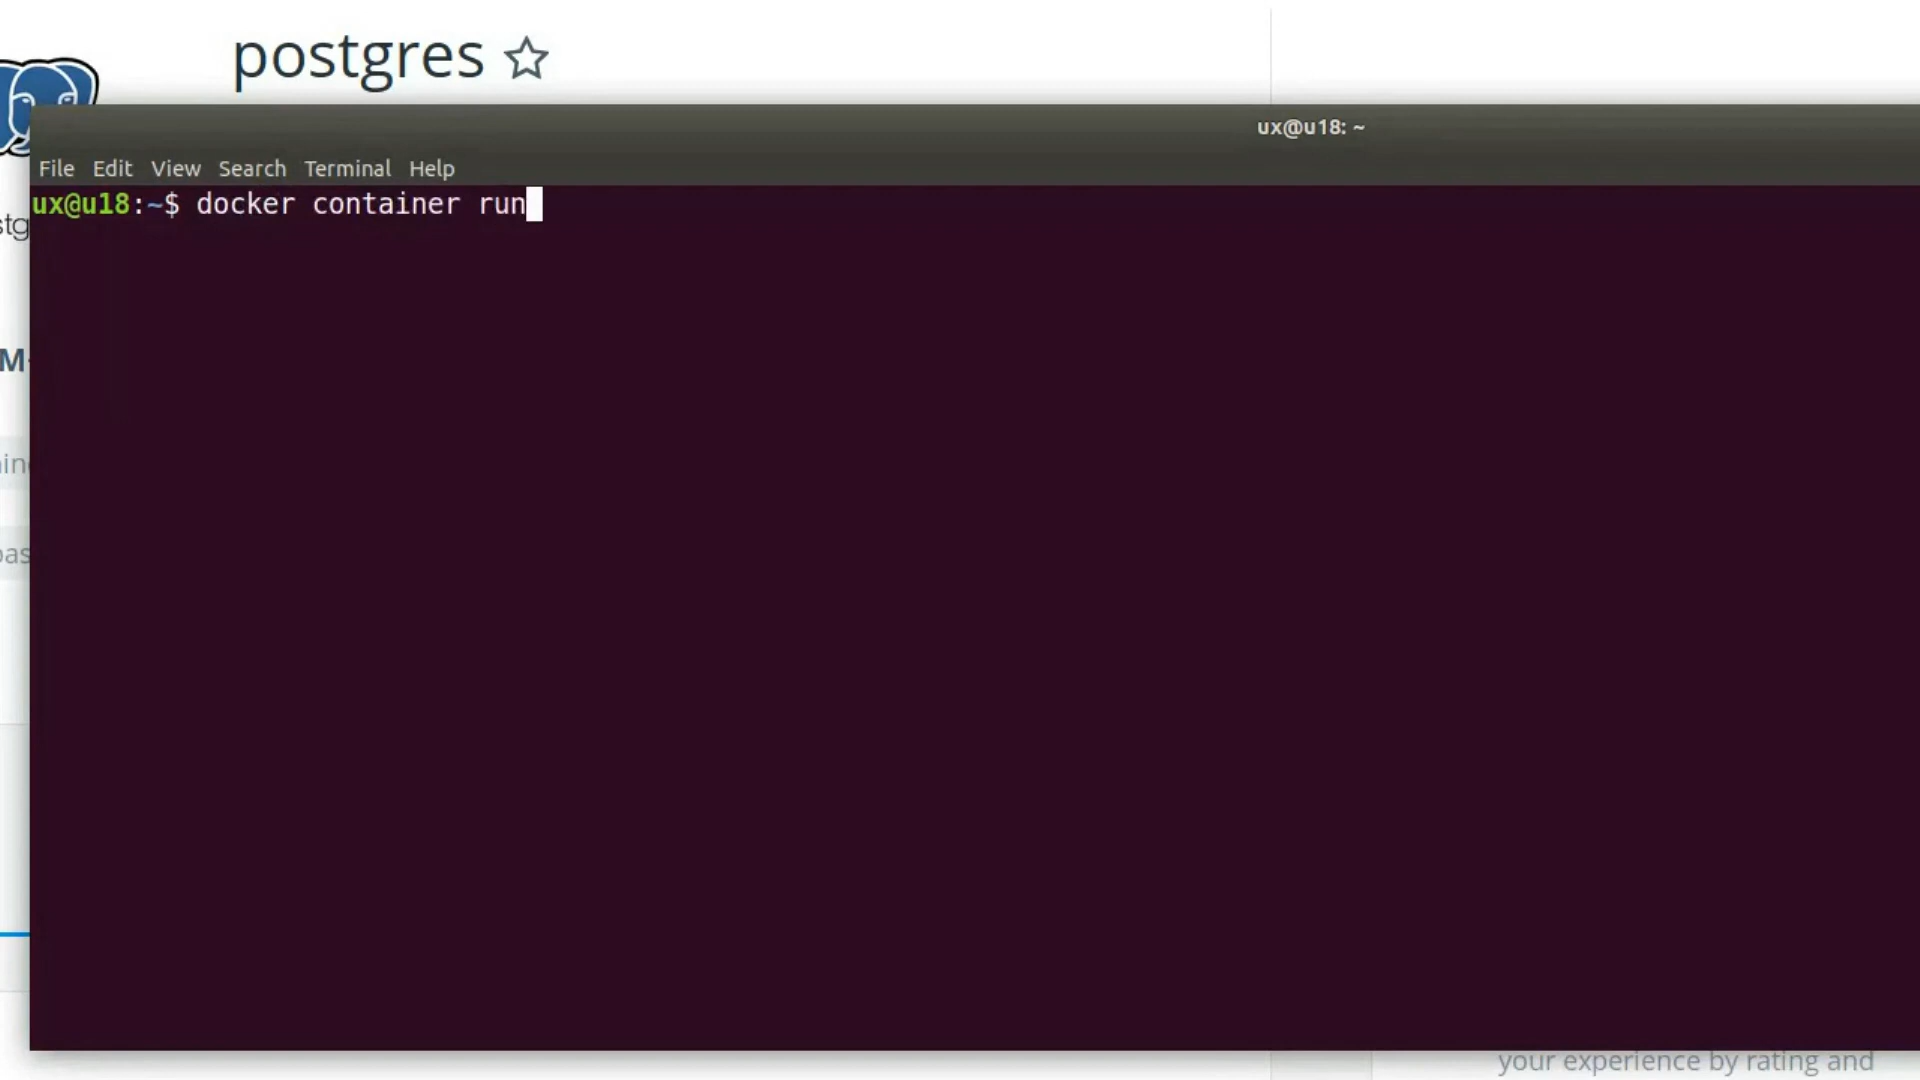 postgres
ux@u18: ~
File Edit View Search Terminal Help
ux@u18:~$ docker container run
your experience by rating and